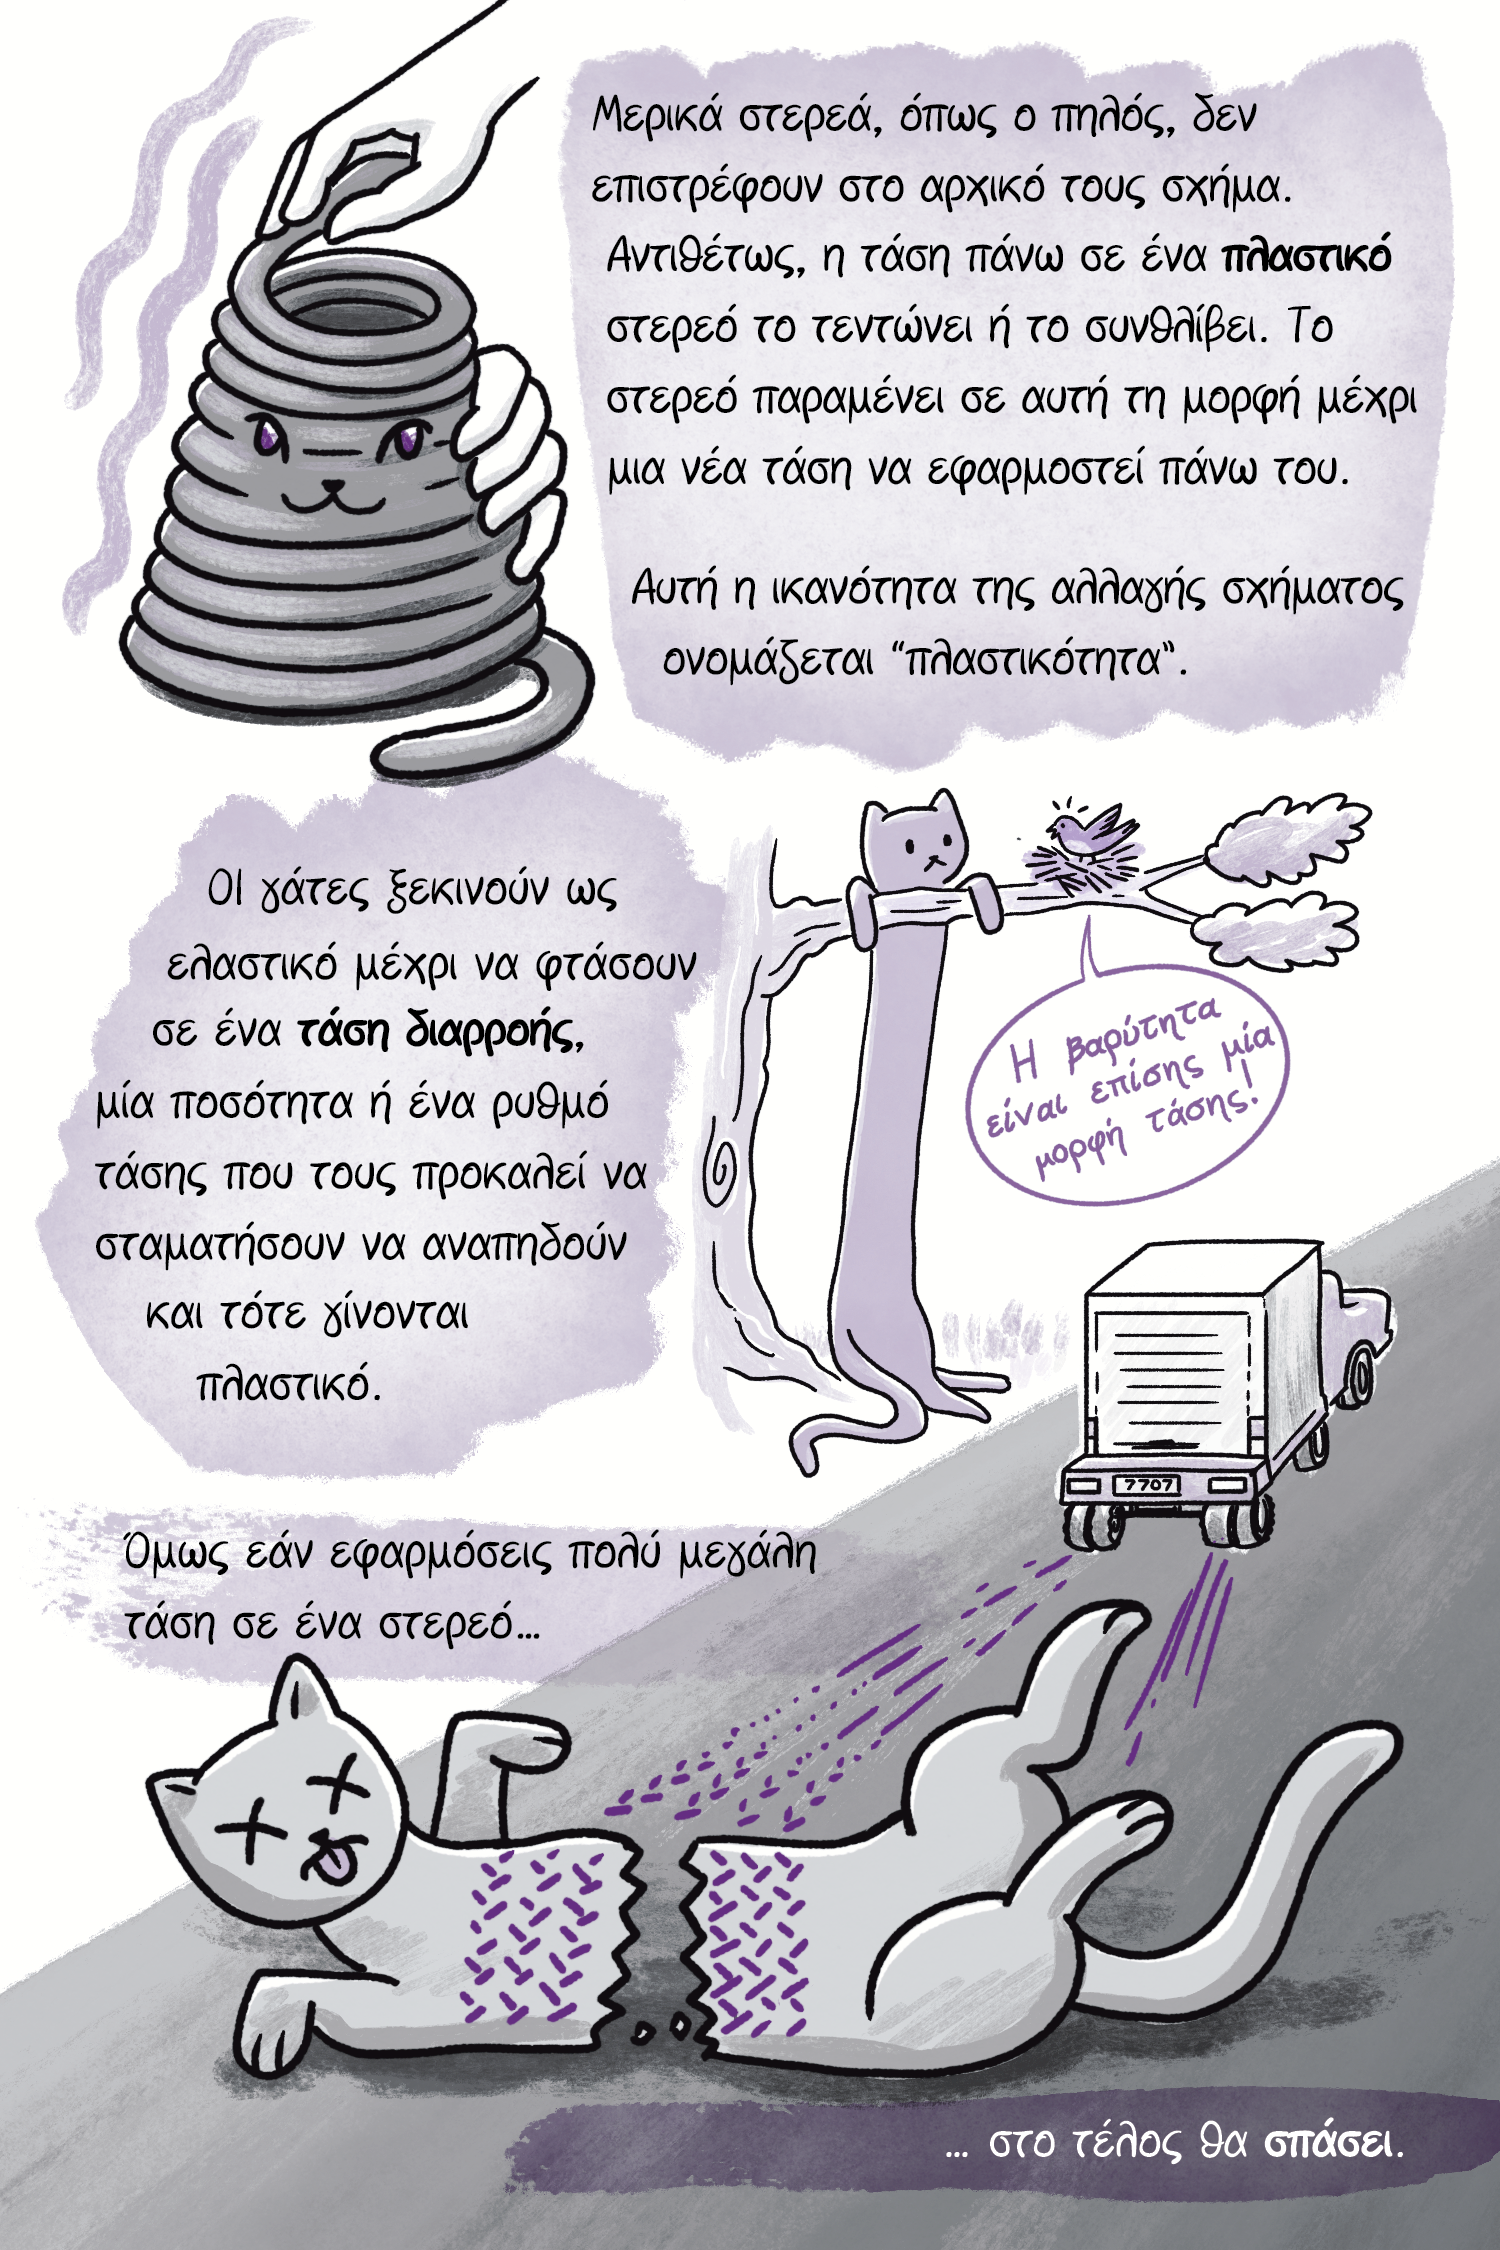 Μερικά στερεά, όπως ο πηλός, δεν
επιστρέφουν στο αρχικό τους σχήμα.
Αντιθέτως, η τάση πάνω σε ένα πλαστικό
στερεό το τεντώνει ή το συνθλίβει. Το
στερεό παραμένει σε αυτή τη μορφή μέχρι
μια νέα τάση να εφαρμοστεί πάνω του.
Αυτή η ικανότητα της αλλαγής σχήματος
ονομάζεται “πλαστικότητα”.
ΟΙ γάτες ξεκινούν ως
ελαστικό μέχρι να φτάσουν
σε ένα τάση διαρροής,
μία ποσότητα ή ένα ρυθμό
τάσης που τους προκαλεί να
σταματήσουν να αναπηδούν
και τότε γίνονται
πλαστικό.
Η βαρύτητα
είναι επίσης μία
μορφή τάσης!
7707
Όμως εάν εφαρμόσεις πολύ μεγάλη
τάση σε ένα στερεό...
... στο τέλος θα σπάσει.